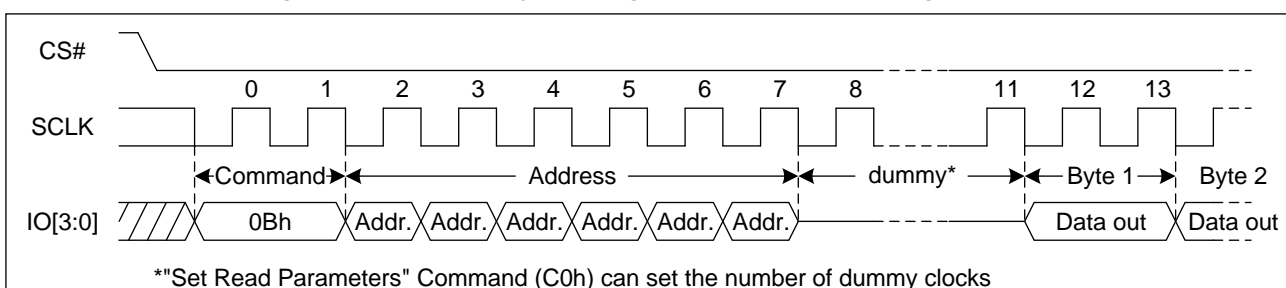 CS#
0 1 2 3 4 5 6 7 8 11 12 13
SCLK
Command Address dummy* Byte 1 Byte 2
IO[3:0] 0Bh Addr. Addr. Addr. Addr. Addr. Addr. Data out Data out
*"Set Read Parameters" Command (C0h) can set the number of dummy clocks